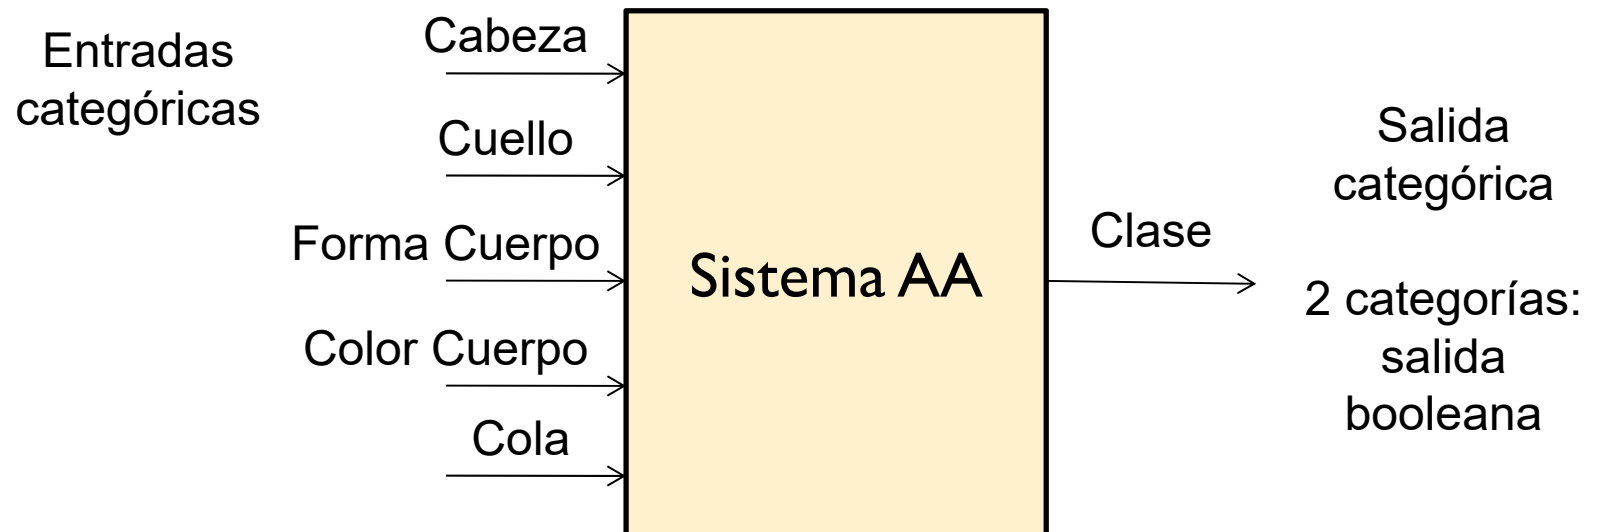 Entradas
categóricas
Cabeza
Cuello
Forma Cuerpo
Color Cuerpo
Cola
Sistema AA
Clase
Salida
categórica
2 categorías:
salida
booleana